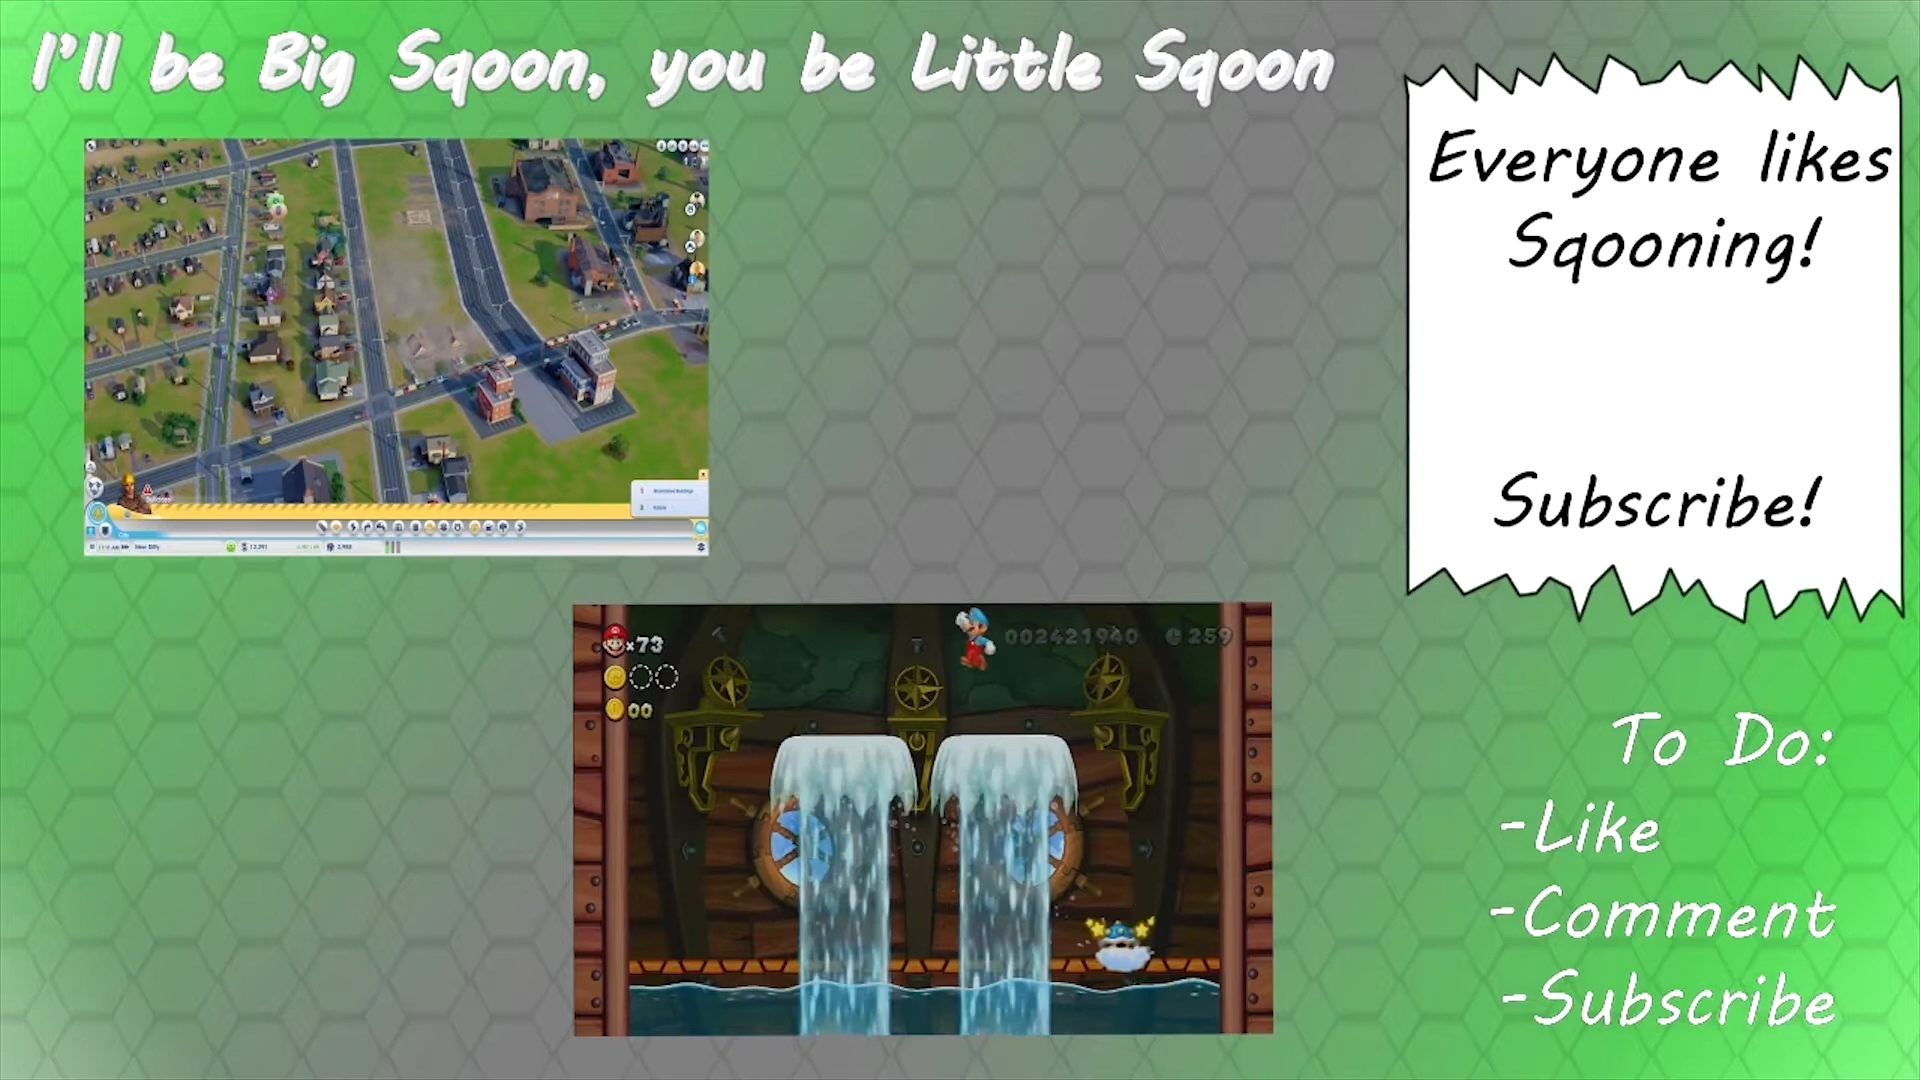 I'll be Big Sqoon, you be Little Sqoon
Everyone likes
Sqooning!
Subscribe!
×73
002421940
259
00
To Do:
-Like
-Comment
-Subscribe